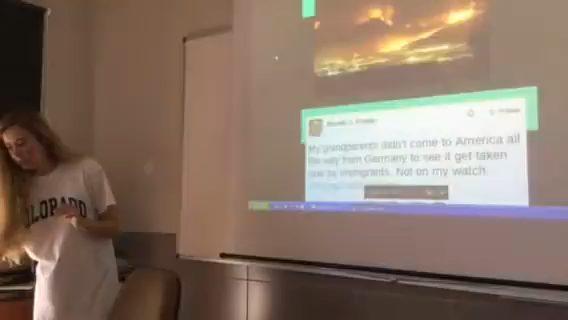 My grandparents didn't come to America all
the way from Germany to see it get taken
over by immigrants. Not on my watch
COLORADO